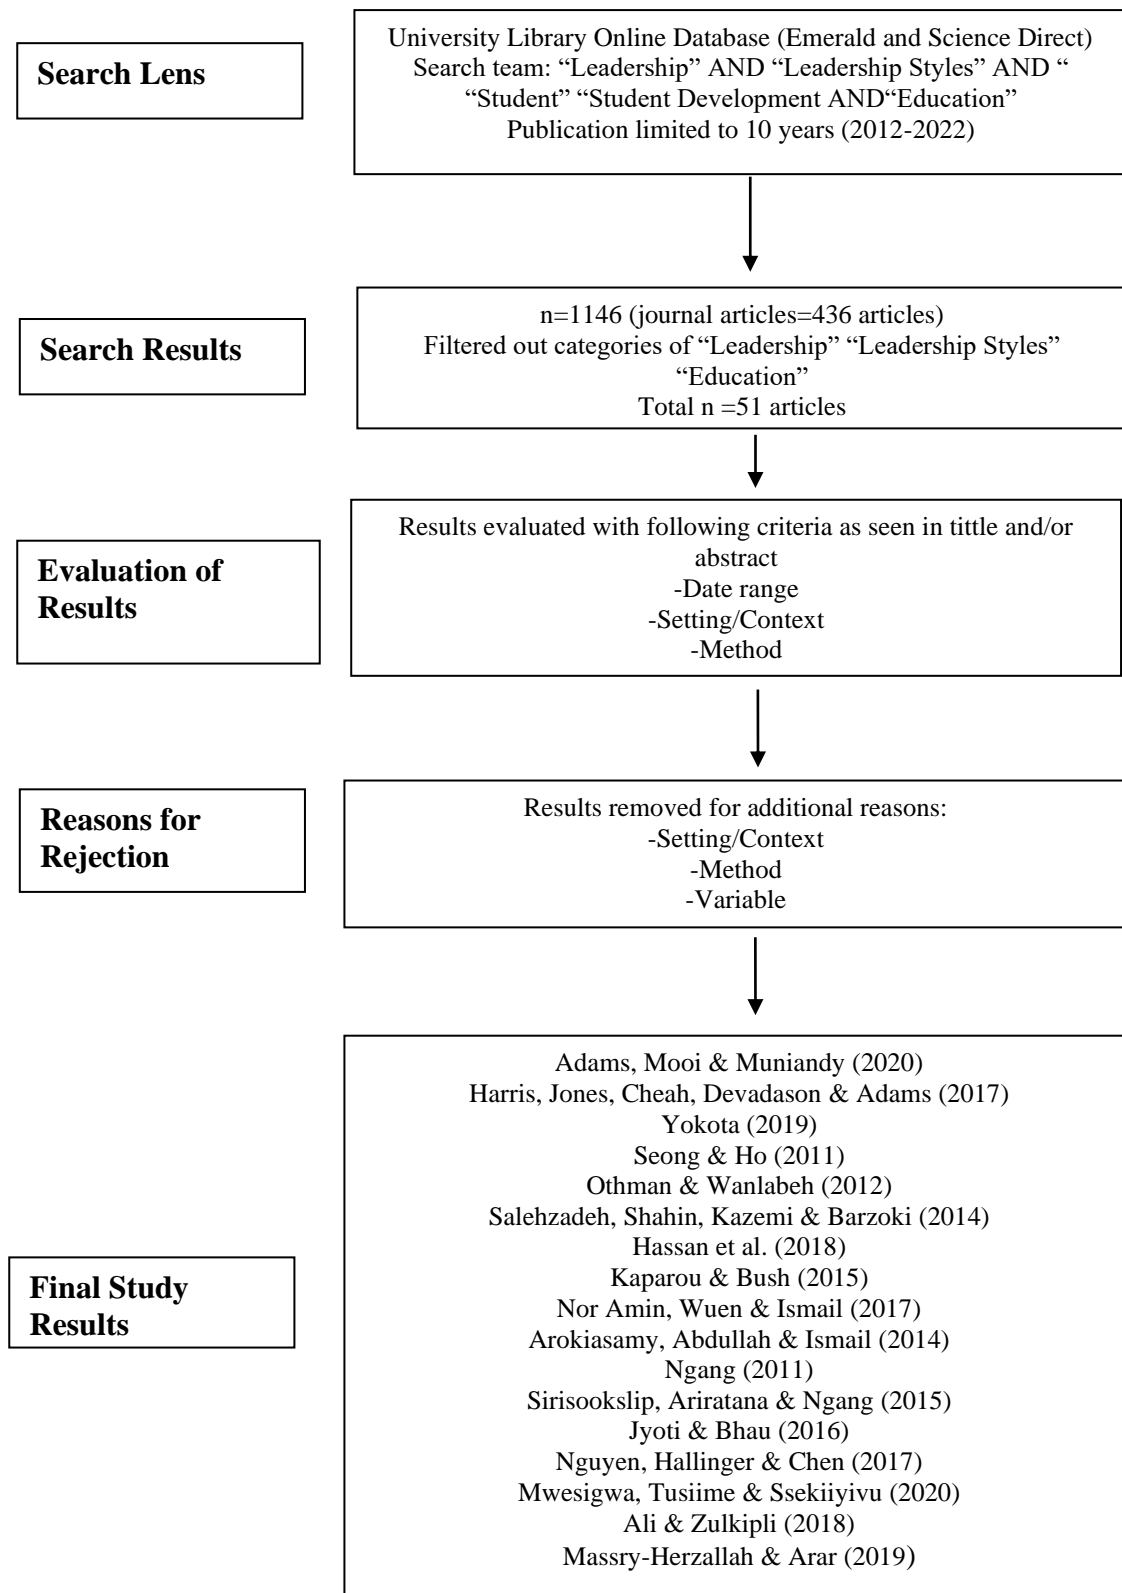 Search Lens
University Library Online Database (Emerald and Science Direct)
Search team: “Leadership” AND “Leadership Styles” AND “
“Student” “Student Development AND“Education”
Publication limited to 10 years (2012-2022)
Search Results
n=1146 (journal articles=436 articles)
Filtered out categories of “Leadership” “Leadership Styles”
“Education”
Total n =51 articles
Evaluation of
Results
Results evaluated with following criteria as seen in tittle and/or
abstract
-Date range
-Setting/Context
-Method
Reasons for
Rejection
Results removed for additional reasons:
-Setting/Context
-Method
-Variable
Final Study
Results
Adams, Mooi & Muniandy (2020)
Harris, Jones, Cheah, Devadason & Adams (2017)
Yokota (2019)
Seong & Ho (2011)
Othman & Wanlabeh (2012)
Salehzadeh, Shahin, Kazemi & Barzoki (2014)
Hassan et al. (2018)
Kaparou & Bush (2015)
Nor Amin, Wuen & Ismail (2017)
Arokiasamy, Abdullah & Ismail (2014)
Ngang (2011)
Sirisookslip, Ariratana & Ngang (2015)
Jyoti & Bhau (2016)
Nguyen, Hallinger & Chen (2017)
Mwesigwa, Tusiime & Ssekiiyivu (2020)
Ali & Zulkipli (2018)
Massry-Herzallah & Arar (2019)